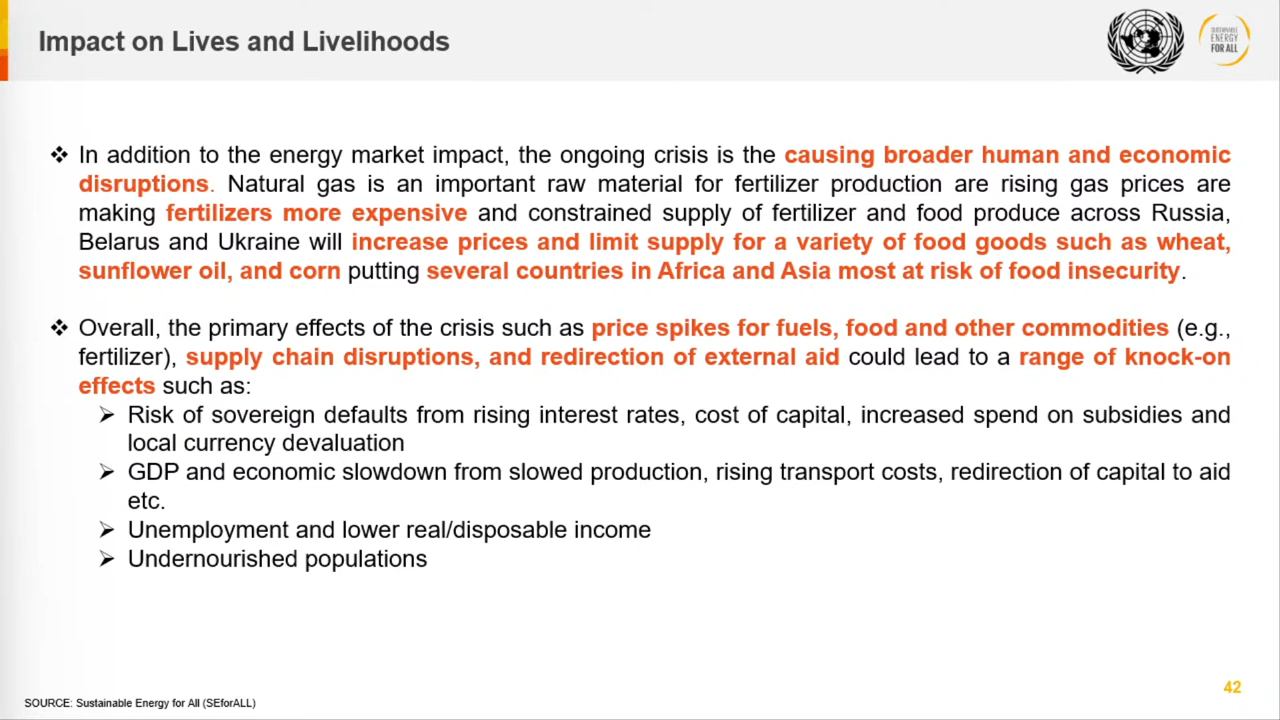 Impact on Lives and Livelihoods
SUSTAINABLE
ENERGY
FOR ALL
❖ In addition to the energy market impact, the ongoing crisis is the causing broader human and economic
disruptions. Natural gas is an important raw material for fertilizer production are rising gas prices are
making fertilizers more expensive and constrained supply of fertilizer and food produce across Russia,
Belarus and Ukraine will increase prices and limit supply for a variety of food goods such as wheat,
sunflower oil, and corn putting several countries in Africa and Asia most at risk of food insecurity.
❖ Overall, the primary effects of the crisis such as price spikes for fuels, food and other commodities (e.g.,
fertilizer), supply chain disruptions, and redirection of external aid could lead to a range of knock-on
effects such as:
➢ Risk of sovereign defaults from rising interest rates, cost of capital, increased spend on subsidies and
local currency devaluation
➢ GDP and economic slowdown from slowed production, rising transport costs, redirection of capital to aid
etc.
➢ Unemployment and lower real/disposable income
➢ Undernourished populations
SOURCE: Sustainable Energy for All (SEforALL)
42